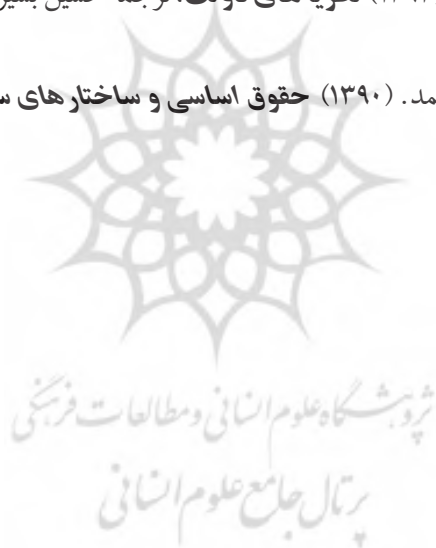 نظریه‌های دولت، ترجمه حسین بشیر
مد. (۱۳۹۰) حقوق اساسی و ساختارهای س
پژوهشگاه علوم انسانی و مطالعات فرهنگی
پرتال جامع علوم انسانی